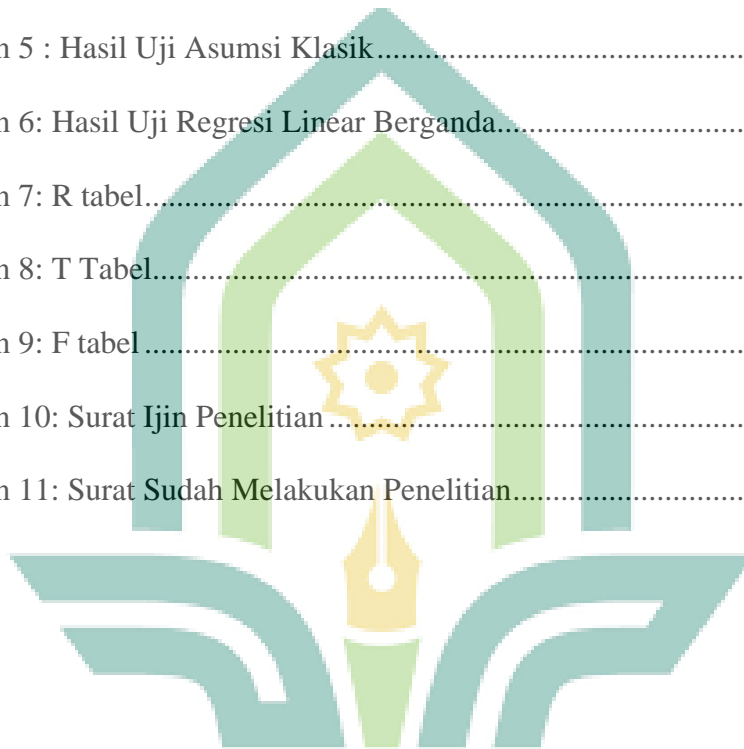 n 5 : Hasil Uji Asumsi Klasik........................................................
n 6: Hasil Uji Regresi Linear Berganda......................................
n 7: R tabel.....................................................................................
n 8: T Tabel....................................................................................
n 9: F tabel .....................................................................................
n 10: Surat Ijin Penelitian ..............................................................
n 11: Surat Sudah Melakukan Penelitian...................................